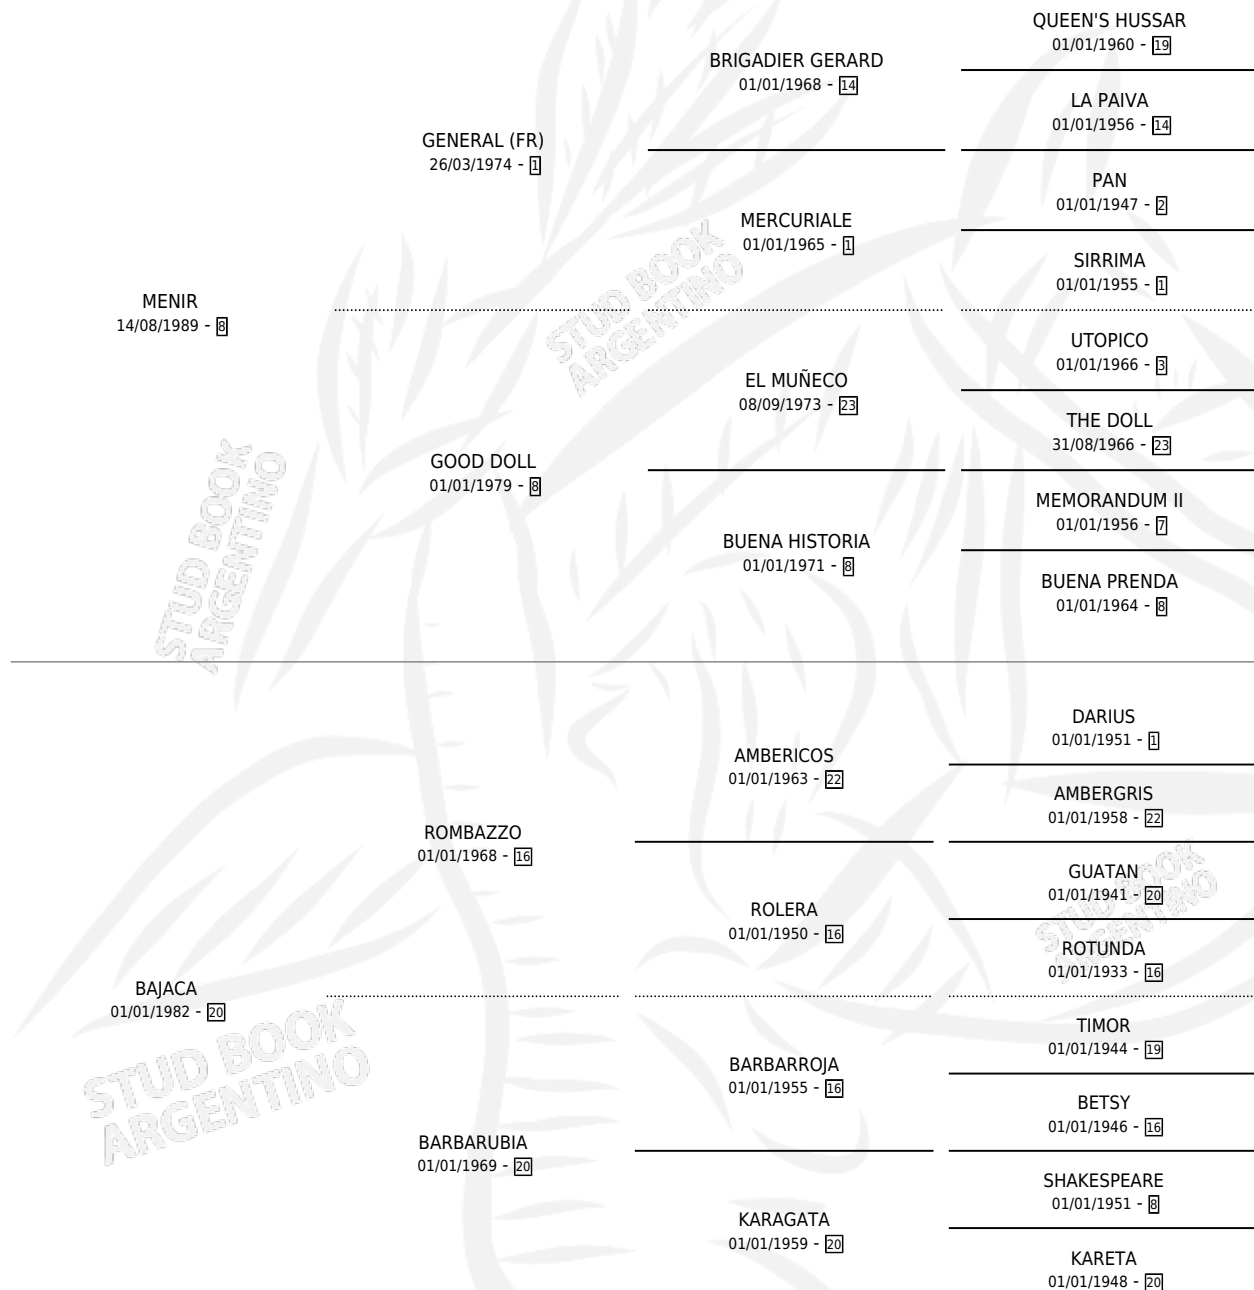 QUEEN'S HUSSAR
01/01/1960 - 19
BRIGADIER GERARD
01/01/1968 - 14
LA PAIVA
01/01/1956 - 14
GENERAL (FR)
26/03/1974 - 1
PAN
01/01/1947 - 2
MERCURIALE
01/01/1965 - 1
SIRRIMA
01/01/1955 - 1
MENIR
14/08/1989 - 8
UTOPICO
01/01/1966 - 3
EL MUÑECO
08/09/1973 - 23
THE DOLL
31/08/1966 - 23
GOOD DOLL
01/01/1979 - 8
MEMORANDUM II
01/01/1956 - 7
BUENA HISTORIA
01/01/1971 - 8
BUENA PRENDA
01/01/1964 - 8
STUD BOOK
ARGENTINO
STUD BOOK
ARGENTINO
DARIUS
01/01/1951 - 1
AMBERICOS
01/01/1963 - 22
AMBERGRIS
01/01/1958 - 22
ROMBAZZO
01/01/1968 - 16
GUATAN
01/01/1941 - 20
ROLERA
01/01/1950 - 16
ROTUNDA
01/01/1933 - 16
BAJACA
01/01/1982 - 20
TIMOR
01/01/1944 - 19
BARBARROJA
01/01/1955 - 16
BETSY
01/01/1946 - 16
BARBARUBIA
01/01/1969 - 20
SHAKESPEARE
01/01/1951 - 8
KARAGATA
01/01/1959 - 20
KARETA
01/01/1948 - 20
STUD BOOK
ARGENTINO
STUD BOOK
ARGENTINO